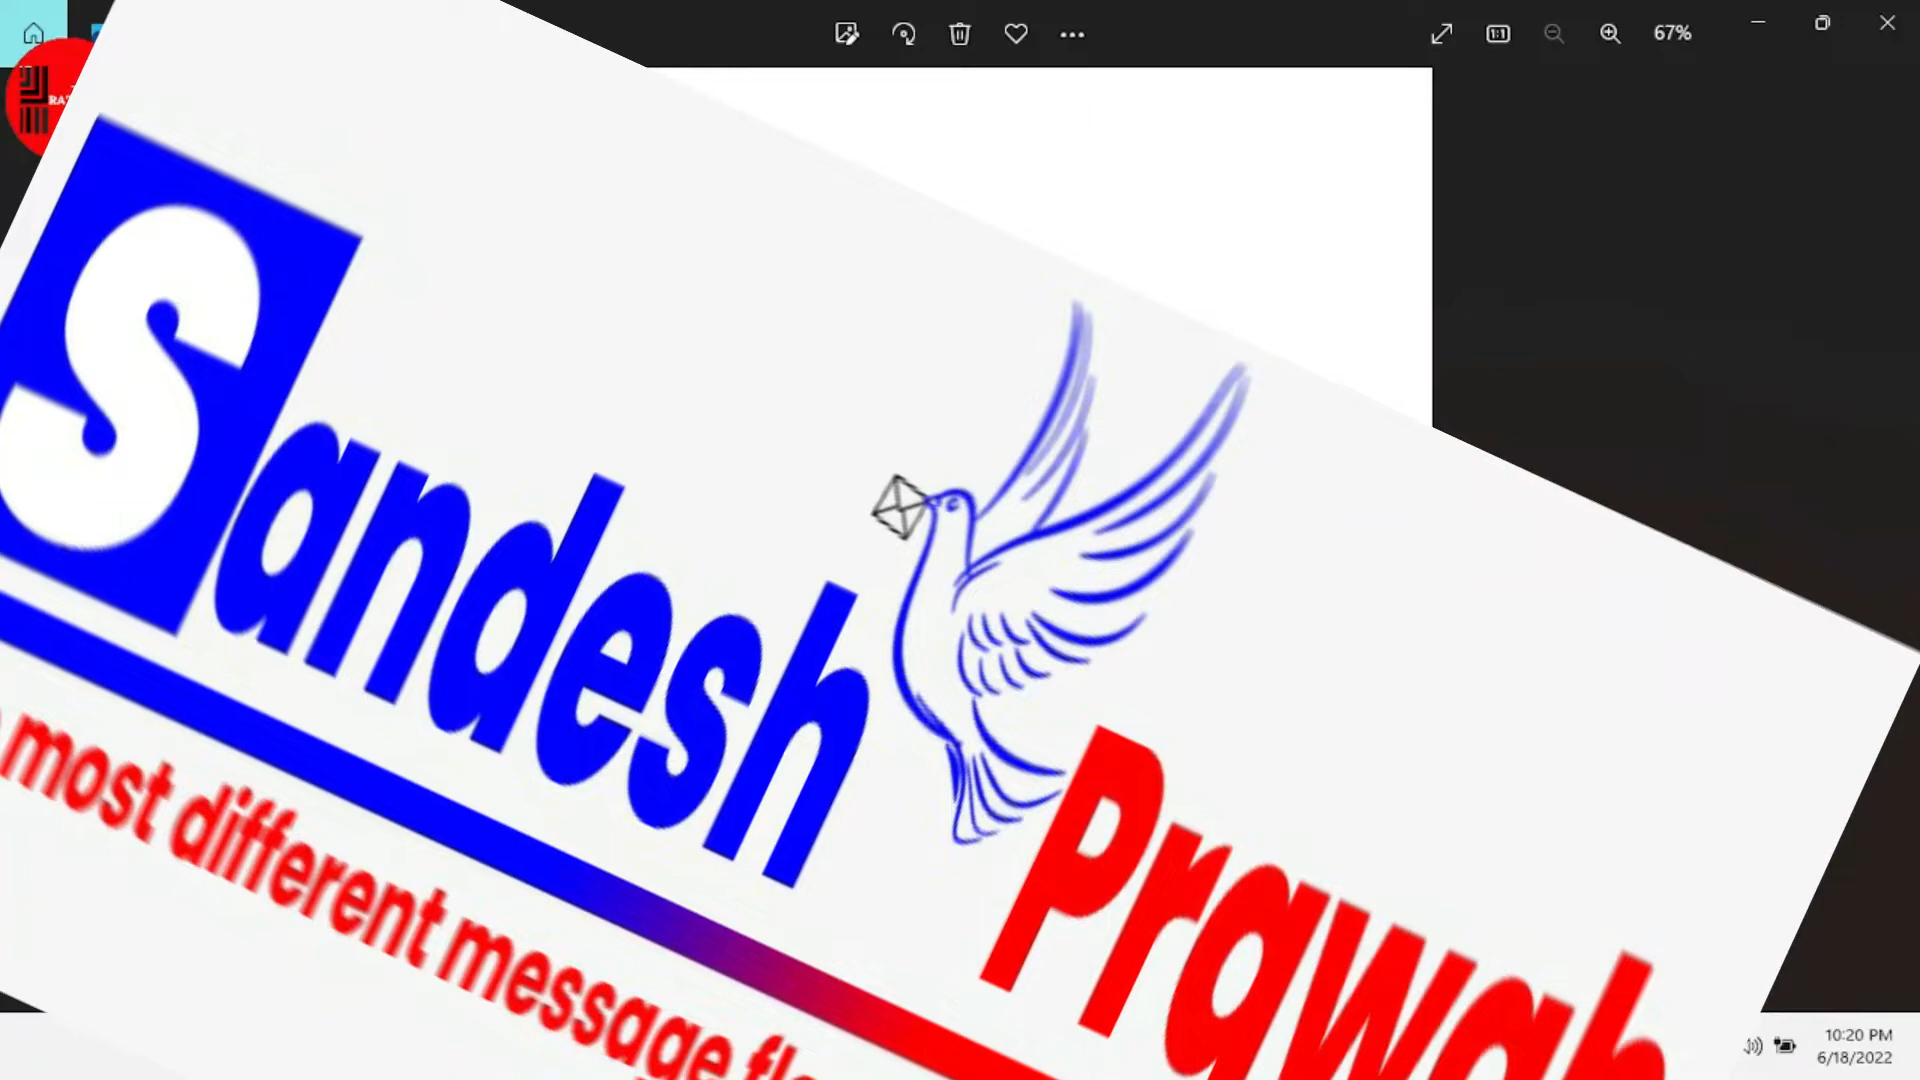 67%
Sandesh Prawah
most different message
10:20 PM
6/18/2022